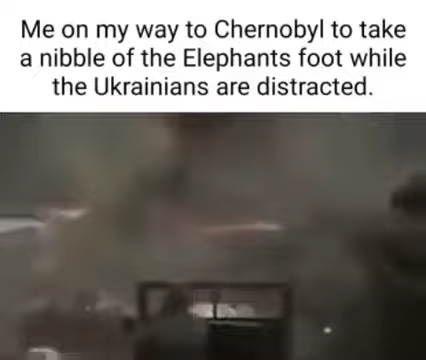 Me on my way to Chernobyl to take
a nibble of the Elephants foot while
the Ukrainians are distracted.